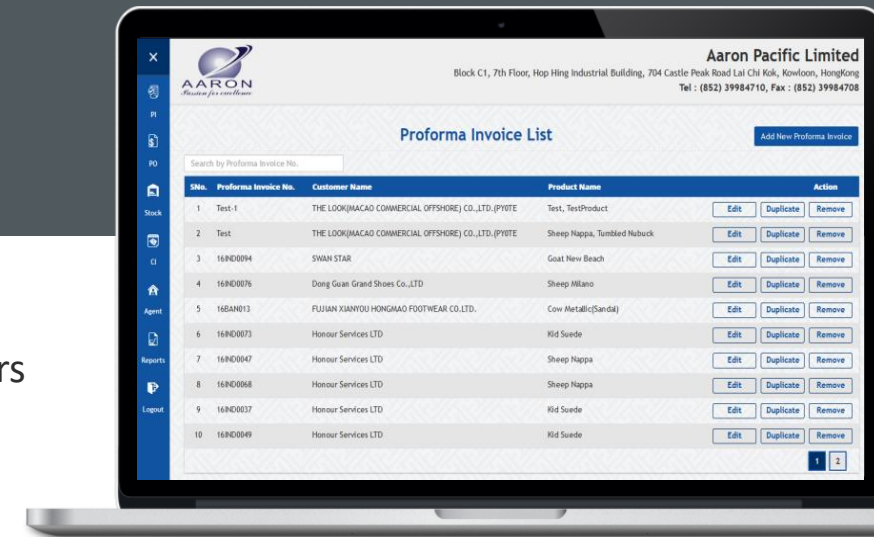 AARON
Passion for excellence
Aaron Pacific Limited
Block C1, 7th Floor, Hop Hing Industrial Building, 704 Castle Peak Road Lai Chi Kok, Kowloon, HongKong
Tel : (852) 39984710, Fax : (852) 39984708
PI
PO
Stock
CI
Agent
Reports
Logout
rs
Proforma Invoice List
Add New Proforma Invoice
Search by Proforma Invoice No.
SNo. Proforma Invoice No. Customer Name Product Name Action
1 Test-1 THE LOOK(MACAO COMMERCIAL OFFSHORE) CO.,LTD.(PY0TE Test, TestProduct Edit Duplicate Remove
2 Test THE LOOK(MACAO COMMERCIAL OFFSHORE) CO.,LTD.(PY0TE Sheep Nappa, Tumbled Nubuck Edit Duplicate Remove
3 16IND0094 SWAN STAR Goat New Beach Edit Duplicate Remove
4 16IND0076 Dong Guan Grand Shoes Co.,LTD Sheep Milano Edit Duplicate Remove
5 16BAN013 FUJIAN XIANYOU HONGMAO FOOTWEAR CO.LTD. Cow Metallic(Sandal) Edit Duplicate Remove
6 16IND0073 Honour Services LTD Kid Suede Edit Duplicate Remove
7 16IND0047 Honour Services LTD Sheep Nappa Edit Duplicate Remove
8 16IND0068 Honour Services LTD Sheep Nappa Edit Duplicate Remove
9 16IND0037 Honour Services LTD Kid Suede Edit Duplicate Remove
10 16IND0049 Honour Services LTD Kid Suede Edit Duplicate Remove
1 2